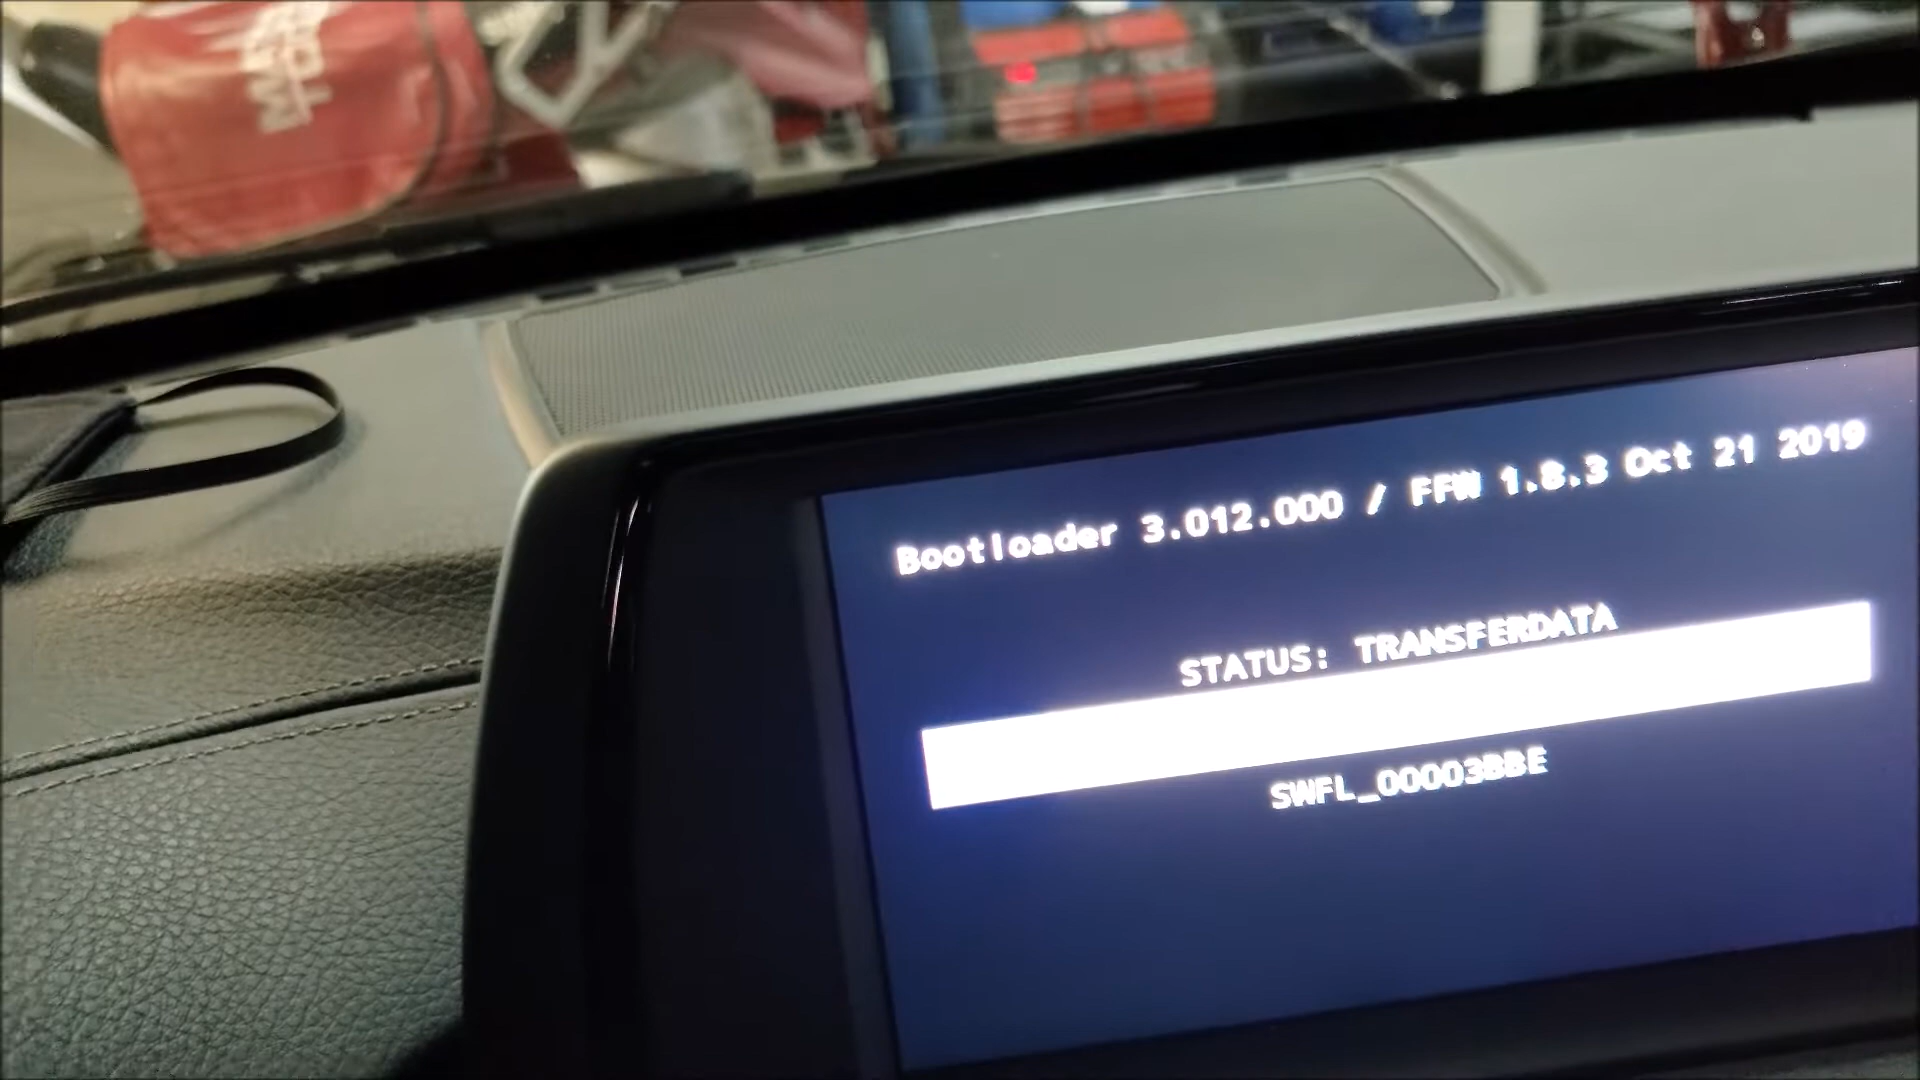 Bootloader 3.012.000 / FFW 1.8.3 Oct 21 2019
STATUS: TRANSFERDATA
SWFL_00003BBE